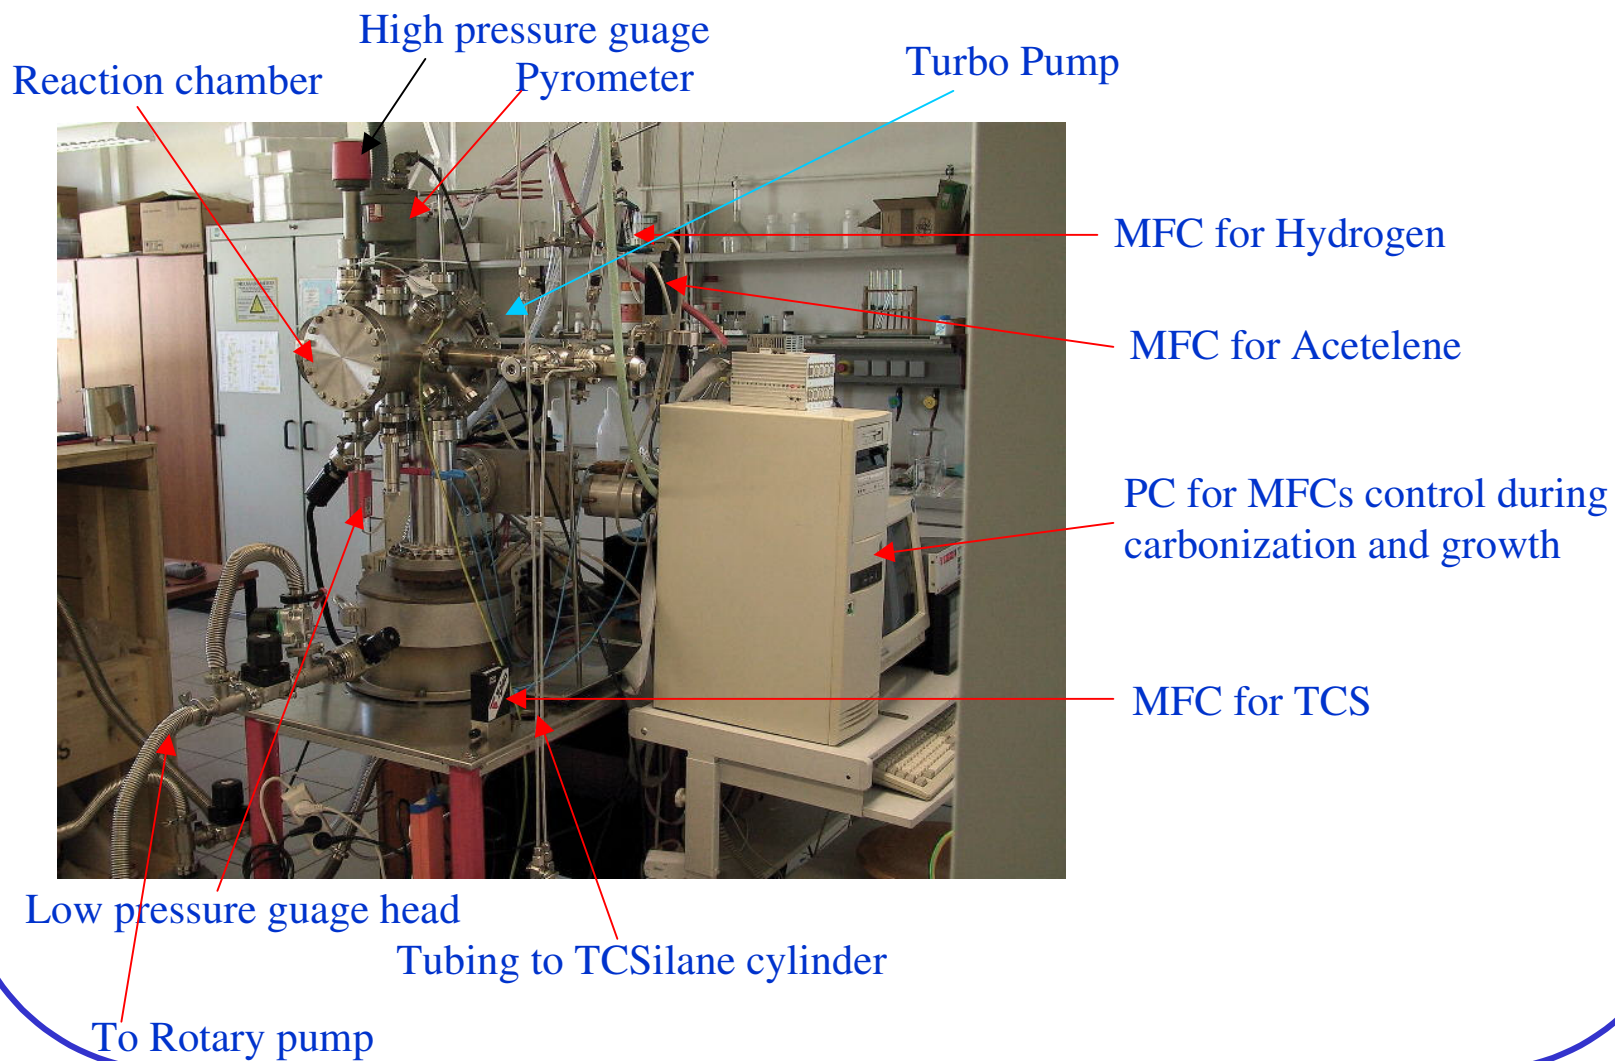 High pressure guage
Reaction chamber
Pyrometer
Turbo Pump
MFC for Hydrogen
MFC for Acetelene
PC for MFCs control during
carbonization and growth
MFC for TCS
Low pressure guage head
Tubing to TCSilane cylinder
To Rotary pump